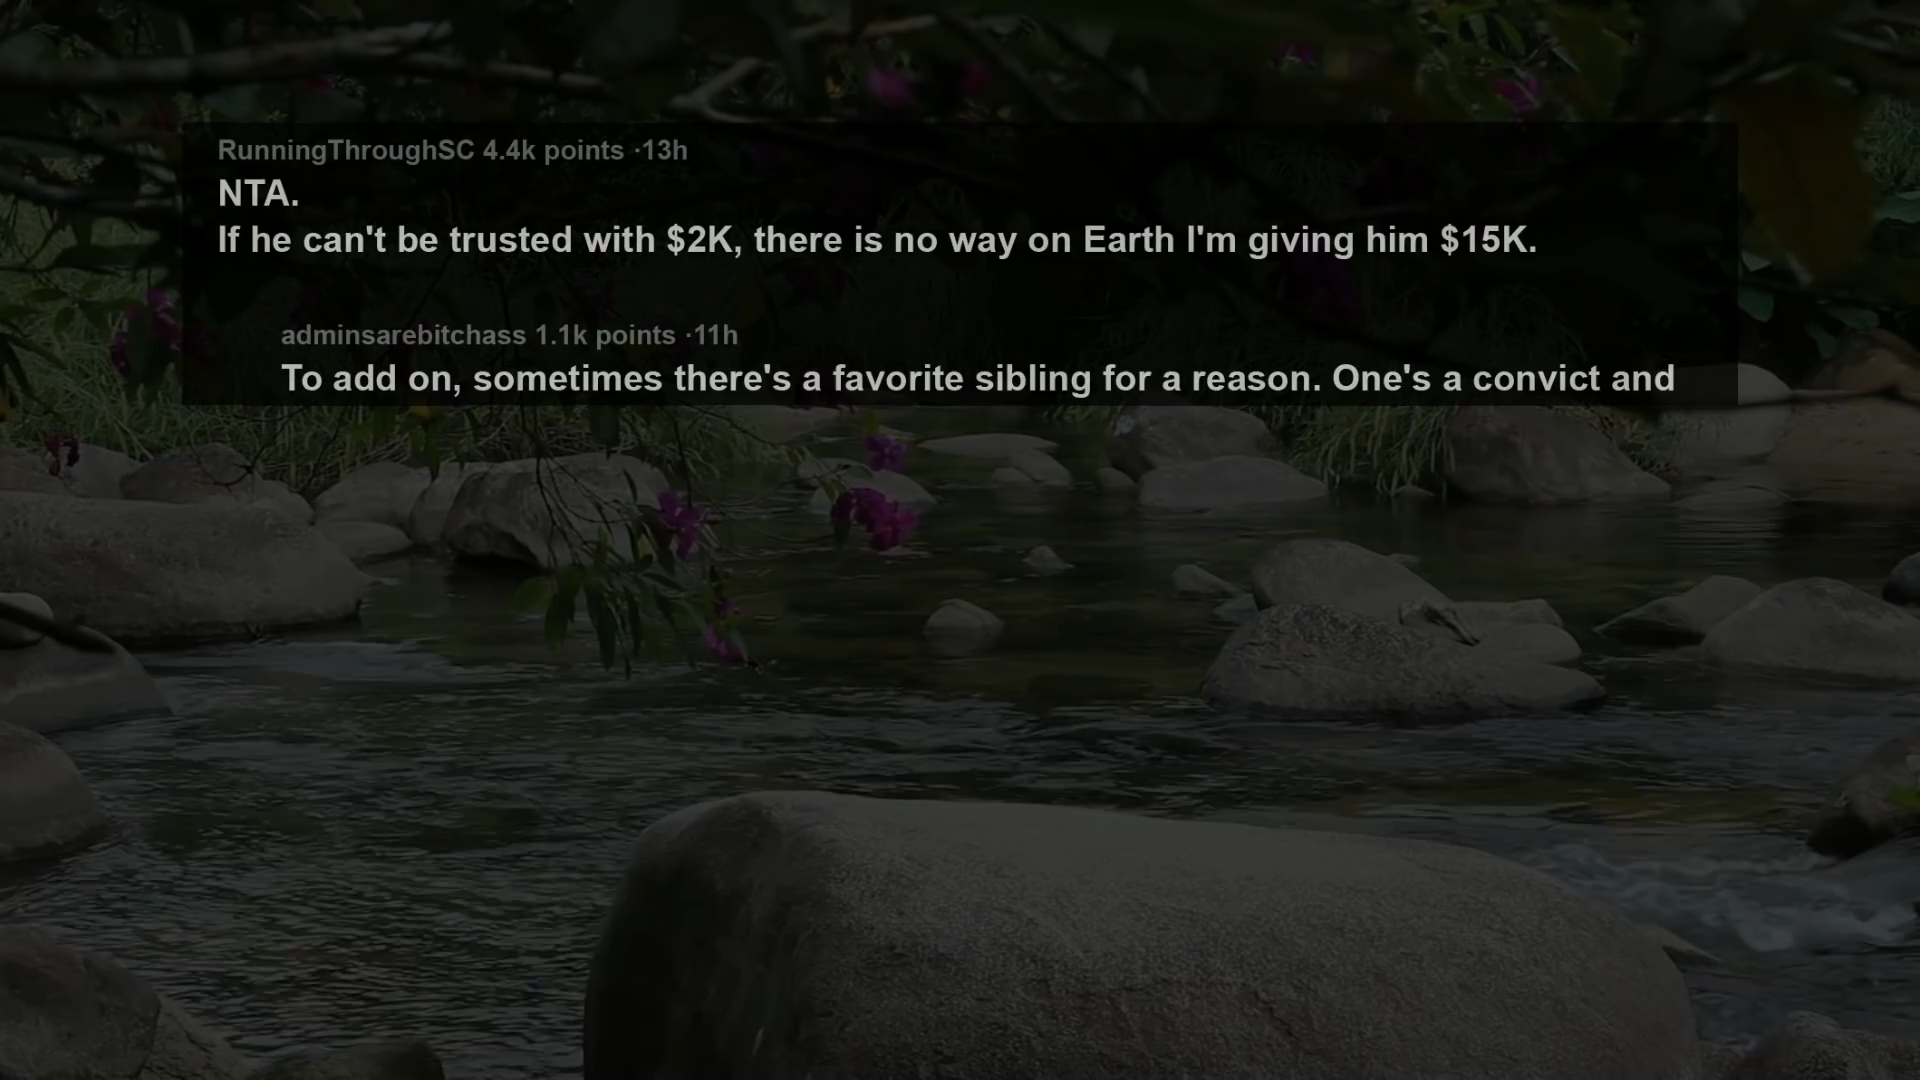 RunningThroughSC 4.4k points ·13h
NTA.
If he can't be trusted with $2K, there is no way on Earth I'm giving him $15K.
adminsarebitchass 1.1k points ·11h
To add on, sometimes there's a favorite sibling for a reason. One's a convict and